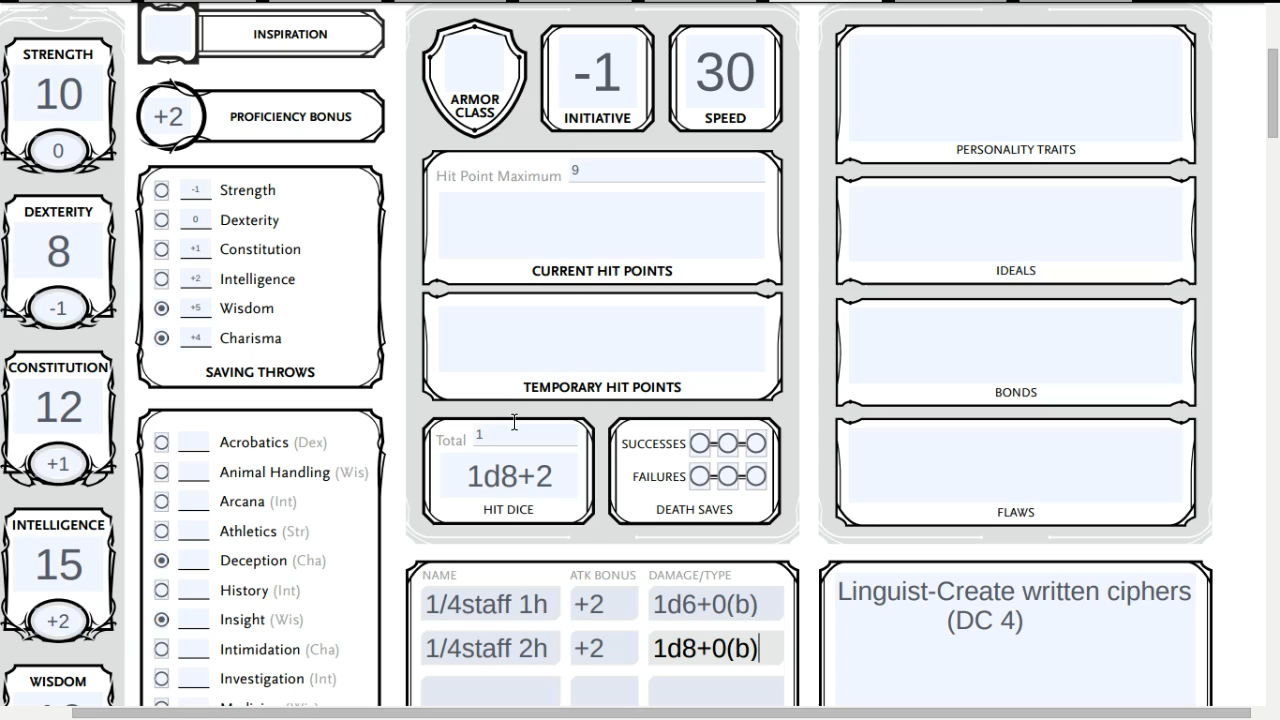 STRENGTH
10
0
DEXTERITY
8
-1
CONSTITUTION
12
+1
INTELLIGENCE
15
+2
WISDOM
INSPIRATION
+2 PROFICIENCY BONUS
-1 Strength
0 Dexterity
+1 Constitution
+2 Intelligence
+5 Wisdom
+4 Charisma
SAVING THROWS
Acrobatics (Dex)
Animal Handling (Wis)
Arcana (Int)
Athletics (Str)
Deception (Cha)
History (Int)
Insight (Wis)
Intimidation (Cha)
Investigation (Int)
ARMOR
CLASS
-1
INITIATIVE
30
SPEED
Hit Point Maximum 9
CURRENT HIT POINTS
TEMPORARY HIT POINTS
Total 1
1d8+2
HIT DICE
SUCCESSES
FAILURES
DEATH SAVES
NAME ATK BONUS DAMAGE/TYPE
1/4staff 1h +2 1d6+0(b)
1/4staff 2h +2 1d8+0(b)
PERSONALITY TRAITS
IDEALS
BONDS
FLAWS
Linguist-Create written ciphers
(DC 4)